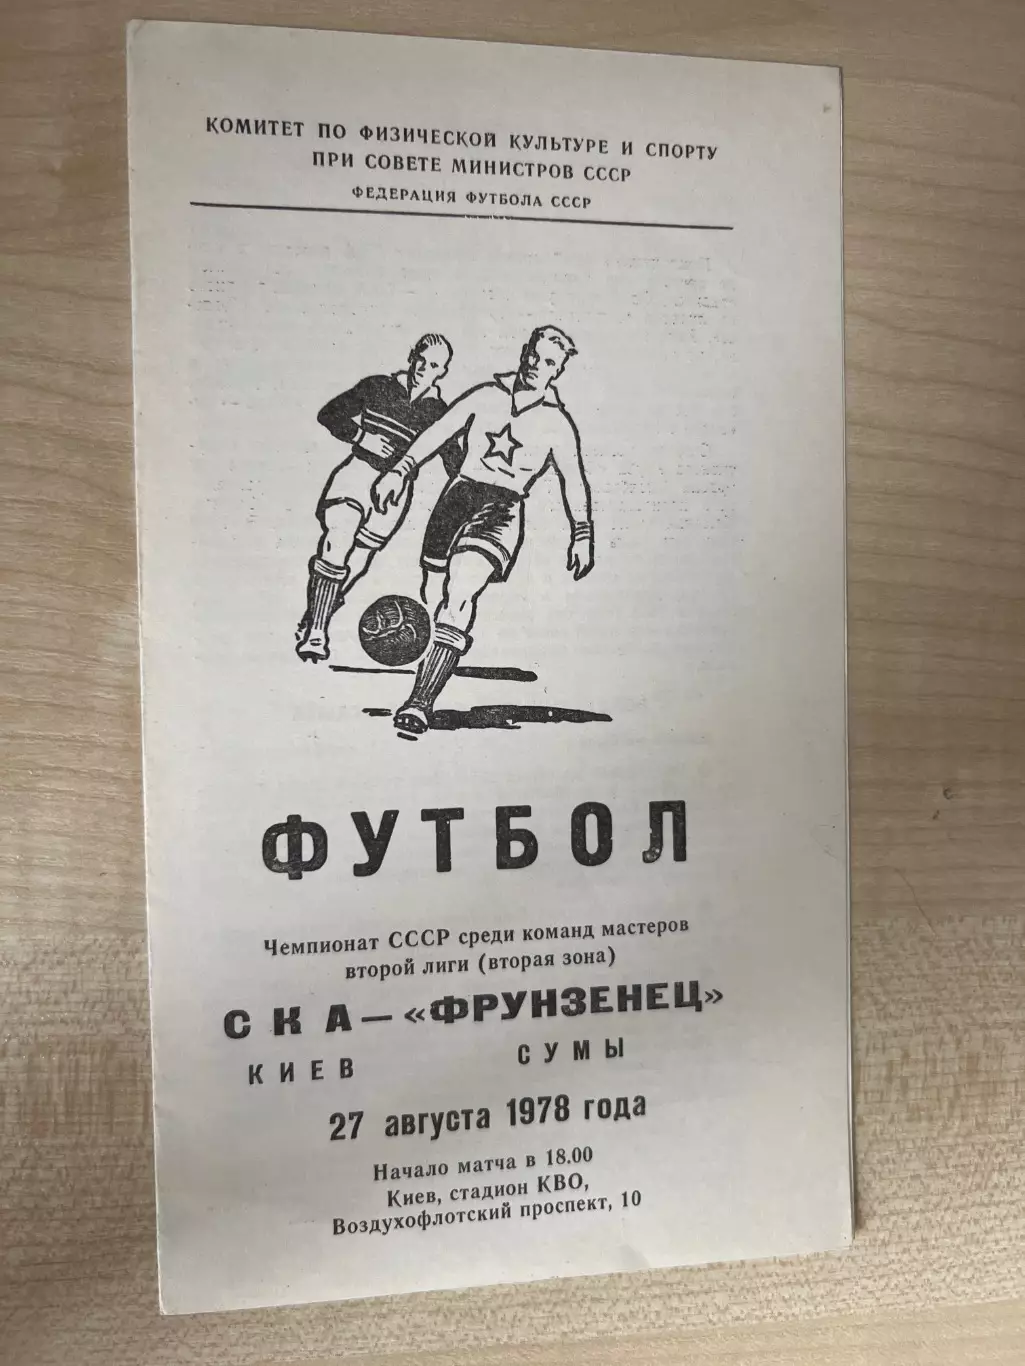 КОМИТЕТ ПО ФИЗИЧЕСКОЙ КУЛЬТУРЕ И СПОРТУ
ПРИ СОВЕТЕ МИНИСТРОВ СССР
ФЕДЕРАЦИЯ ФУТБОЛА СССР
ФУТБОЛ
Чемпионат СССР среди команд мастеров
второй лиги (вторая зона)
СКА — «ФРУНЗЕНЕЦ»
КИЕВ СУМЫ
27 августа 1978 года
Начало матча в 18.00
Киев, стадион КВО,
Воздухофлотский проспект, 10